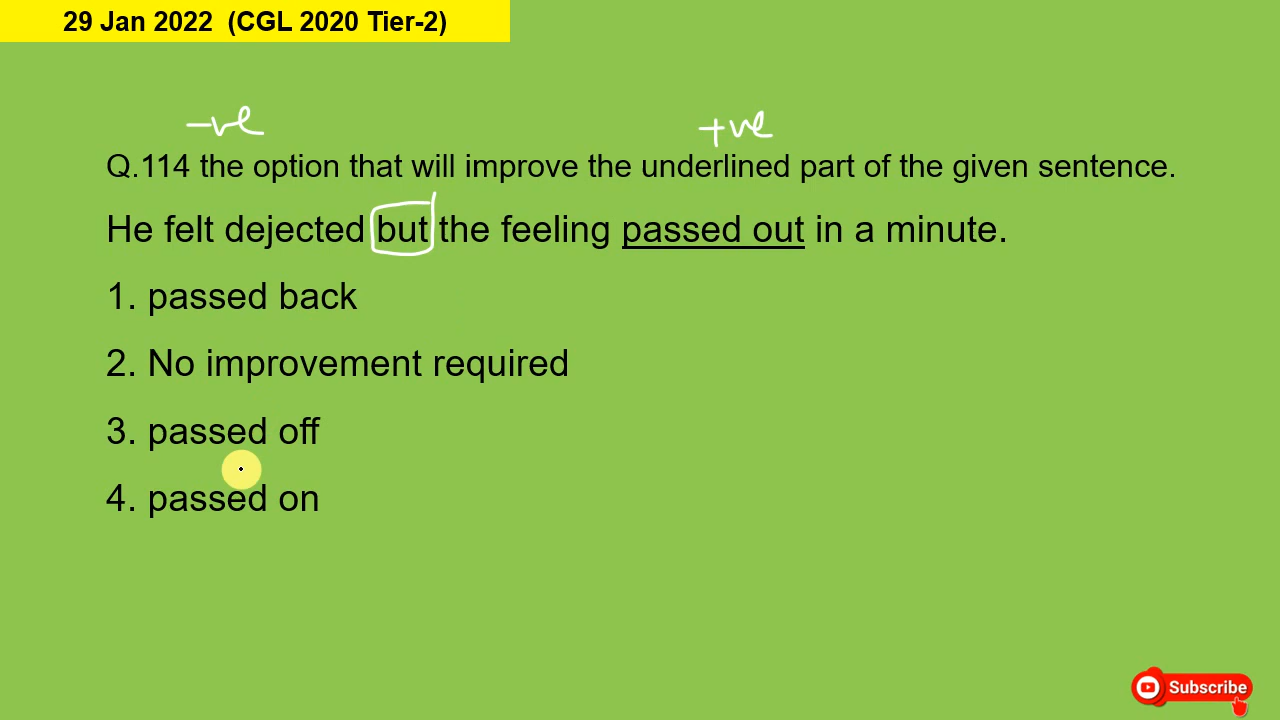 29 Jan 2022 (CGL 2020 Tier-2)
-ve +ve
Q.114 the option that will improve the underlined part of the given sentence.
He felt dejected but the feeling passed out in a minute.
1. passed back
2. No improvement required
3. passed off
4. passed on
Subscribe